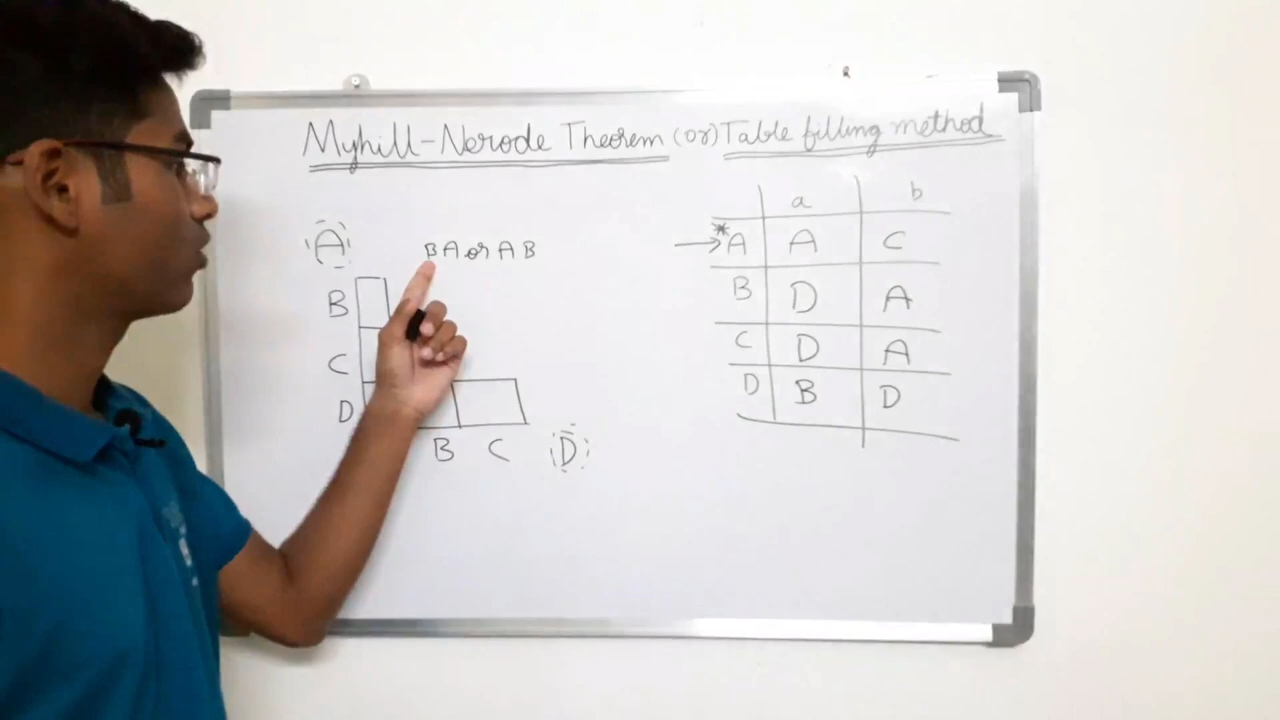 Myhill-Nerode Theorem (or) Table filling method
a b
→*A A C
B D A
C D A
D B D
A BA or AB
B
C
D
B C D